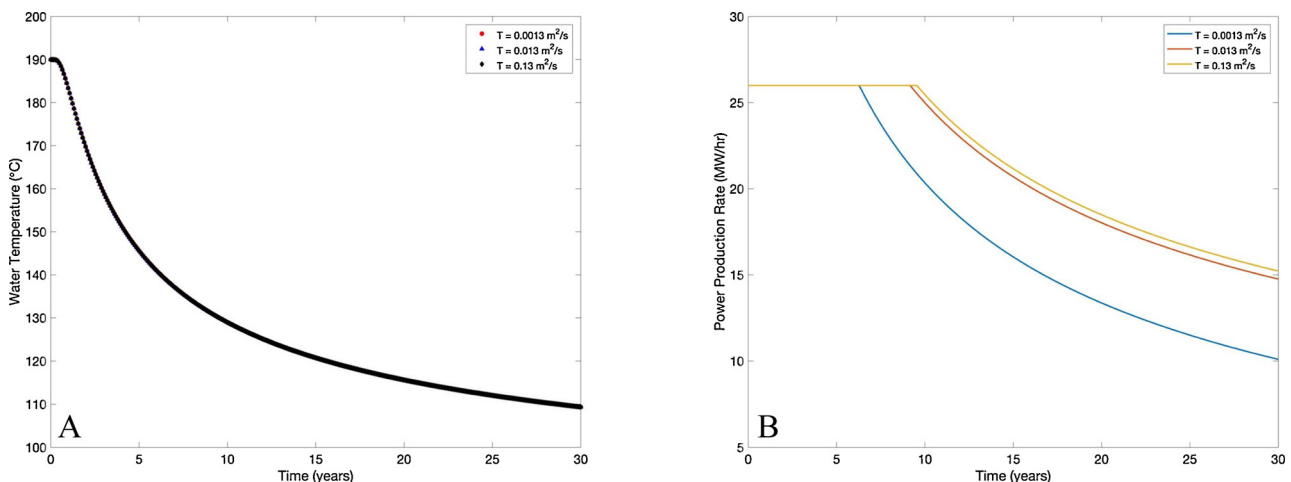 190
180
170
160
150
140
130
120
110
100
0
5
10
15
20
25
30
Water Temperature (°C)
Time (years)
T = 0.0013 m²/s
T = 0.013 m²/s
T = 0.13 m²/s
A
200
30
25
20
15
10
5
0
5
10
15
20
25
30
Power Production Rate (MW/hr)
Time (years)
T = 0.0013 m²/s
T = 0.013 m²/s
T = 0.13 m²/s
B